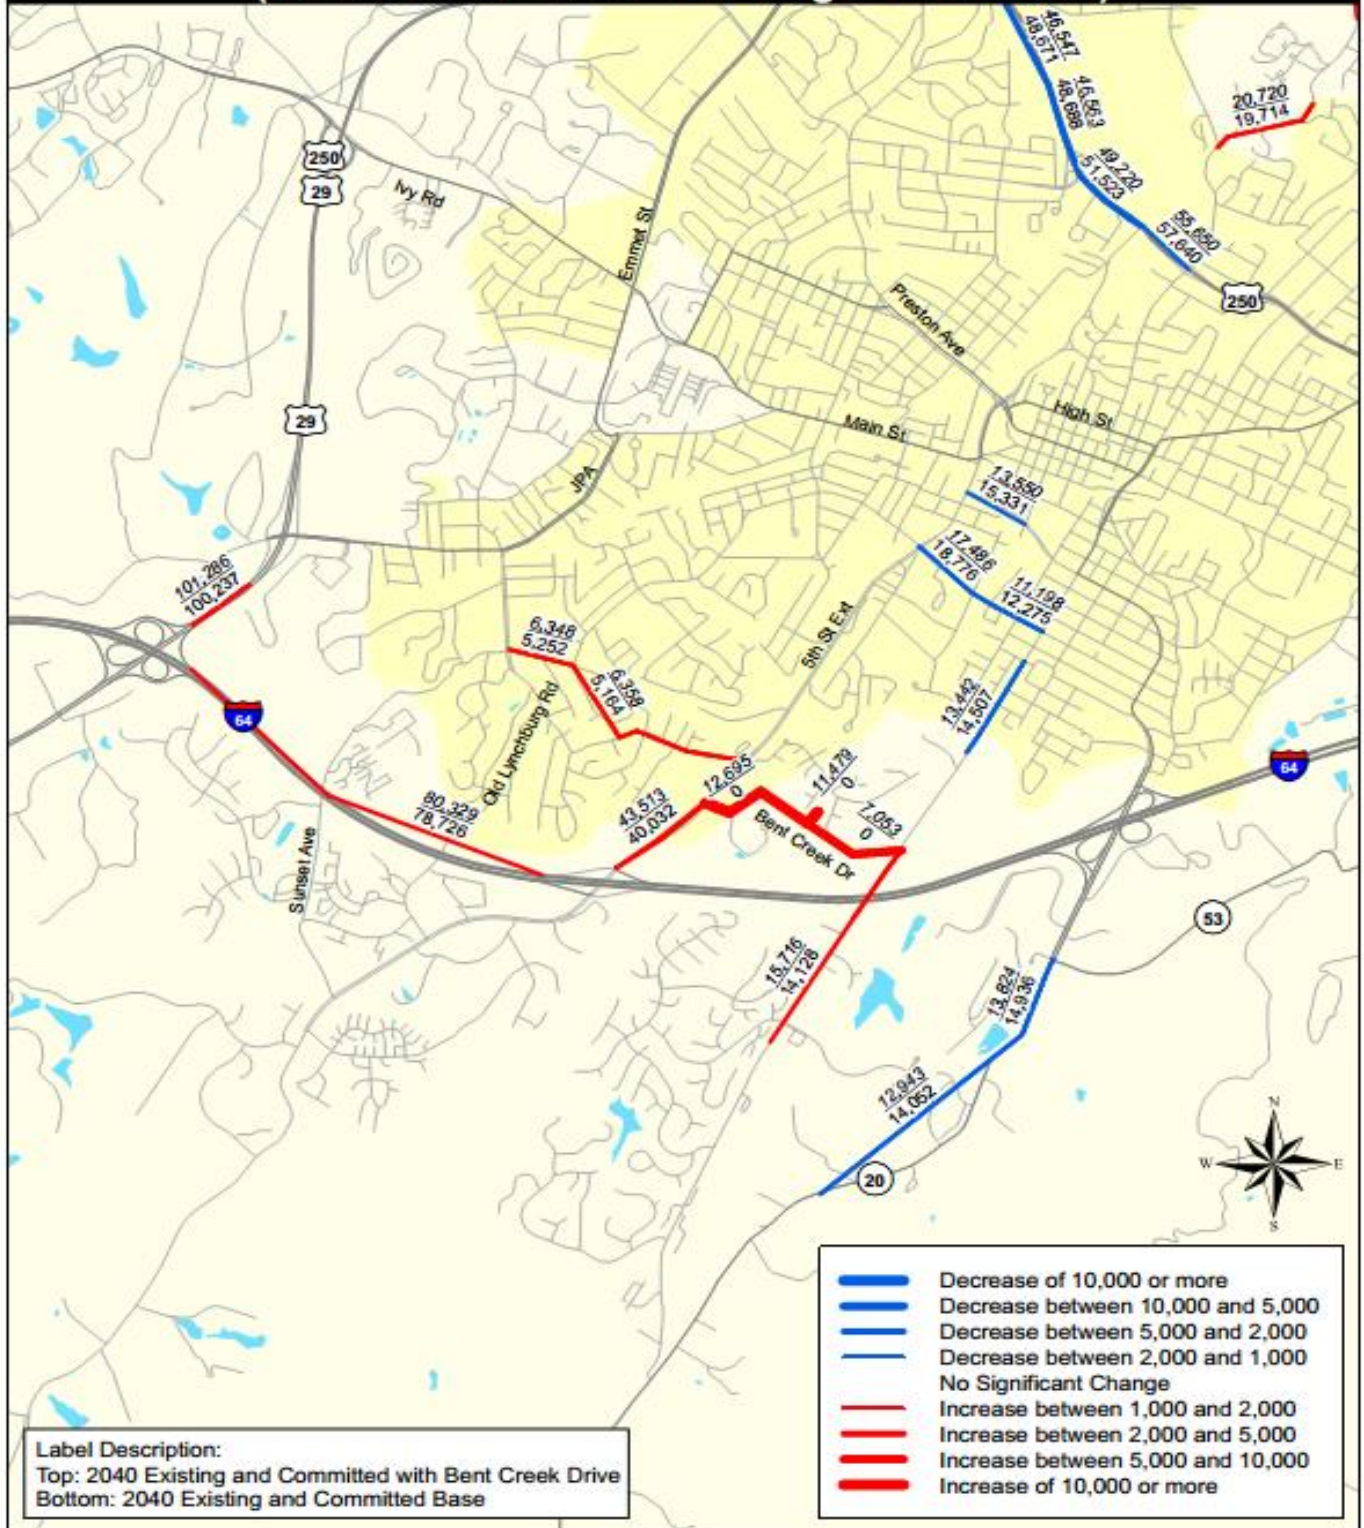 46,547
48,671
46,563
48,688
20,720
19,714
49,220
51,523
250
29
Ivy Rd
55,650
57,640
Emmet St
250
Preston Ave
29
High St
Main St
JPA
13,550
15,331
17,486
18,776
101,286
100,237
11,198
12,275
6,348
5,252
5th St Ext
6,358
5,164
13,442
14,507
64
Old Lynchburg Rd
64
12,695
0
11,479
0
80,329
78,726
43,513
40,032
7,053
0
Bent Creek Dr
Sunset Ave
53
15,716
14,128
13,824
14,936
12,943
14,052
N
W
E
S
20
Decrease of 10,000 or more
Decrease between 10,000 and 5,000
Decrease between 5,000 and 2,000
Decrease between 2,000 and 1,000
No Significant Change
Increase between 1,000 and 2,000
Increase between 2,000 and 5,000
Increase between 5,000 and 10,000
Increase of 10,000 or more
Label Description:
Top: 2040 Existing and Committed with Bent Creek Drive
Bottom: 2040 Existing and Committed Base